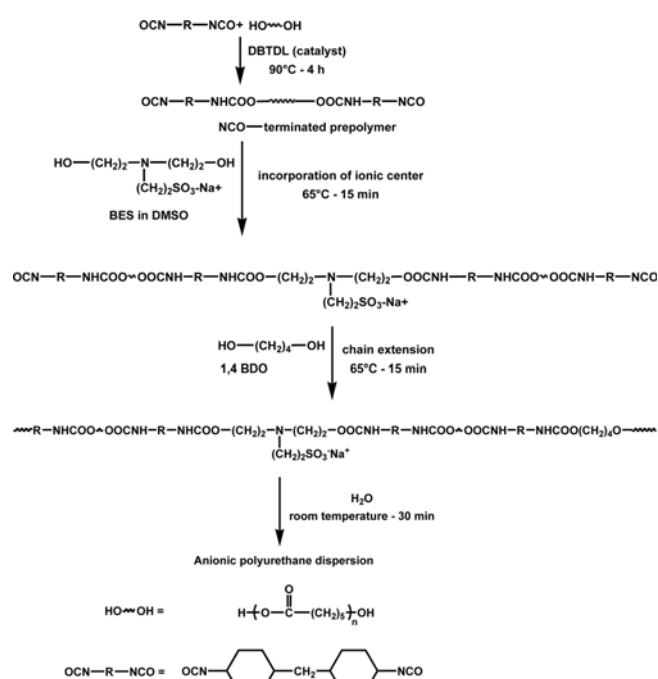 OCN—R—NCO+ HO~~OH
DBTDL (catalyst)
90°C - 4 h
OCN—R—NHCOO~~~~OOCNH—R—NCO
NCO—terminated prepolymer
HO—(CH₂)₂—N—(CH₂)₂—OH
(CH₂)₂SO₃-Na+
BES in DMSO
incorporation of ionic center
65°C - 15 min
OCN—R—NHCOO~OOCNH—R—NHCOO—(CH₂)₂—N—(CH₂)₂—OOCNH—R—NHCOO~OOCNH—R—NCO
(CH₂)₂SO₃-Na+
HO—(CH₂)₄—OH
1,4 BDO
chain extension
65°C - 15 min
~~~R—NHCOO~OOCNH—R—NHCOO—(CH₂)₂—N—(CH₂)₂—OOCNH—R—NHCOO~OOCNH—R—NHCOO(CH₂)₄O~~~
(CH₂)₂SO₃⁻Na⁺
H₂O
room temperature - 30 min
Anionic polyurethane dispersion
HO~~OH = H(O—C—(CH₂)₅)ₙOH
O
OCN—R—NCO = OCN—CH₂—NCO